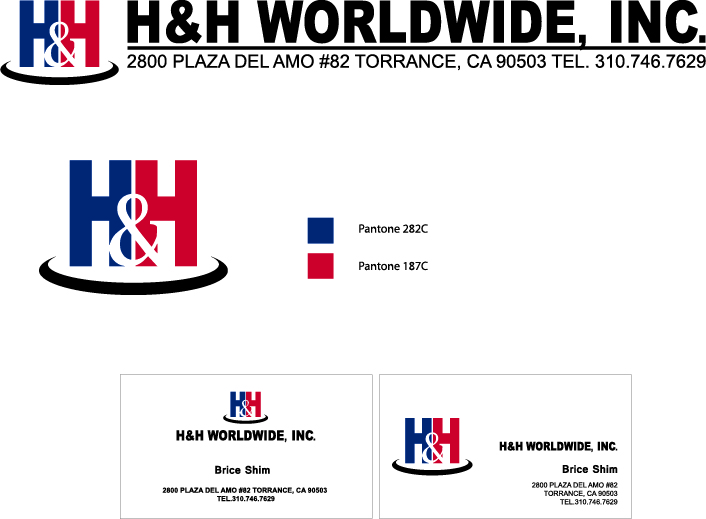 H&H
H&H WORLDWIDE, INC.
2800 PLAZA DEL AMO #82 TORRANCE, CA 90503 TEL. 310.746.7629
H&H
Pantone 282C
Pantone 187C
H&H
H&H WORLDWIDE, INC.
Brice Shim
2800 PLAZA DEL AMO #82 TORRANCE, CA 90503
TEL.310.746.7629
H&H
H&H WORLDWIDE, INC.
Brice Shim
2800 PLAZA DEL AMO #82
TORRANCE, CA 90503
TEL.310.746.7629